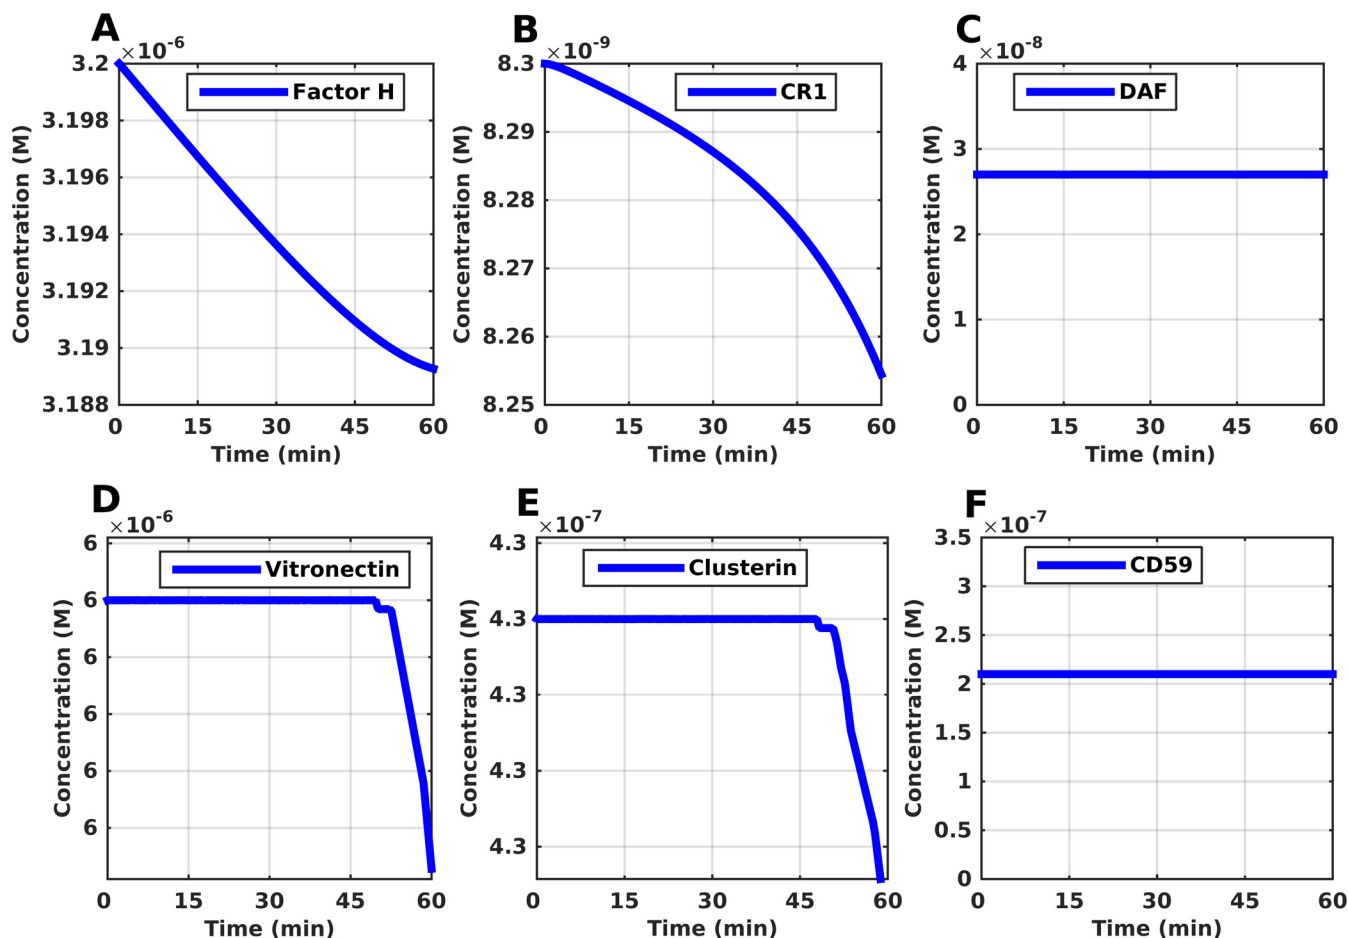 A
×10-6
Factor H
3.2
3.198
3.196
3.194
3.192
3.19
3.188
Concentration (M)
0 15 30 45 60
Time (min)
B
×10-9
CR1
8.3
8.29
8.28
8.27
8.26
8.25
Concentration (M)
0 15 30 45 60
Time (min)
C
×10-8
DAF
4
3
2
1
0
Concentration (M)
0 15 30 45 60
Time (min)
D
×10-6
Vitronectin
6
6
6
6
6
6
Concentration (M)
0 15 30 45 60
Time (min)
E
×10-7
Clusterin
4.3
4.3
4.3
4.3
4.3
Concentration (M)
0 15 30 45 60
Time (min)
F
×10-7
CD59
3.5
3
2.5
2
1.5
1
0.5
0
Concentration (M)
0 15 30 45 60
Time (min)